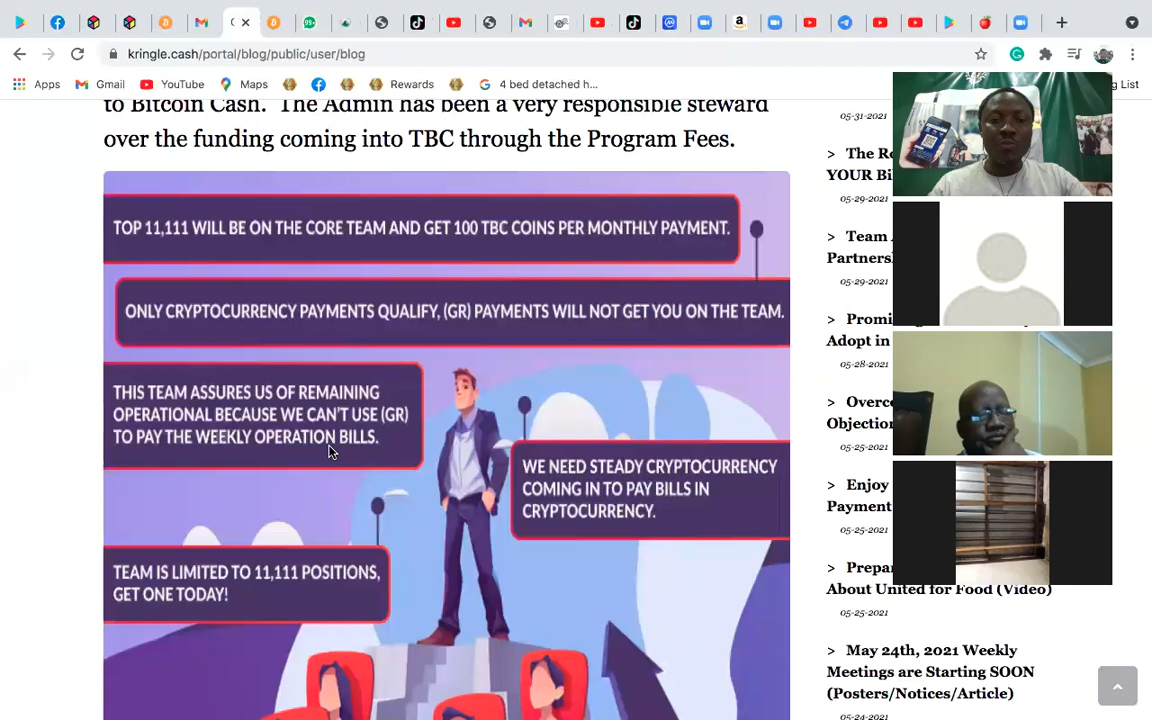 kringle.cash/portal/blog/public/user/blog
Apps
Gmail
YouTube
Maps
Rewards
4 bed detached h...
g List
to Bitcoin Cash. The Admin has been a very responsible steward
over the funding coming into TBC through the Program Fees.
TOP 11,111 WILL BE ON THE CORE TEAM AND GET 100 TBC COINS PER MONTHLY PAYMENT.
ONLY CRYPTOCURRENCY PAYMENTS QUALIFY, (GR) PAYMENTS WILL NOT GET YOU ON THE TEAM.
THIS TEAM ASSURES US OF REMAINING
OPERATIONAL BECAUSE WE CAN'T USE (GR)
TO PAY THE WEEKLY OPERATION BILLS.
WE NEED STEADY CRYPTOCURRENCY
COMING IN TO PAY BILLS IN
CRYPTOCURRENCY.
TEAM IS LIMITED TO 11,111 POSITIONS,
GET ONE TODAY!
05-31-2021
> The R
YOUR Bi
05-29-2021
> Team
Partners
05-29-2021
> Promi
Adopt in
05-28-2021
> Overc
Objection
05-25-2021
> Enjoy
Payment
05-25-2021
> Prepa
About United for Food (Video)
05-25-2021
> May 24th, 2021 Weekly
Meetings are Starting SOON
(Posters/Notices/Article)
05-24-2021